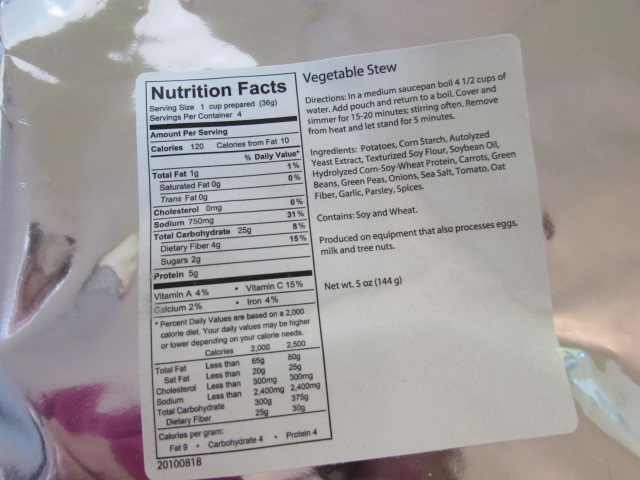 Nutrition Facts
Serving Size 1 cup prepared (36g)
Servings Per Container 4
Amount Per Serving
Calories 120 Calories from Fat 10
% Daily Value*
Total Fat 1g 1%
Saturated Fat 0g 0%
Trans Fat 0g
Cholesterol 0mg 0%
Sodium 750mg 31%
Total Carbohydrate 25g 8%
Dietary Fiber 4g 15%
Sugars 2g
Protein 5g
Vitamin A 4% • Vitamin C 15%
Calcium 2% • Iron 4%
* Percent Daily Values are based on a 2,000
calorie diet. Your daily values may be higher
or lower depending on your calorie needs.
Calories 2,000 2,500
Total Fat Less than 65g 80g
Sat Fat Less than 20g 25g
Cholesterol Less than 300mg 300mg
Sodium Less than 2,400mg 2,400mg
Total Carbohydrate 300g 375g
Dietary Fiber 25g 30g
Calories per gram:
Fat 9 • Carbohydrate 4 • Protein 4
20100818
Vegetable Stew
Directions: In a medium saucepan boil 4 1/2 cups of
water. Add pouch and return to a boil. Cover and
simmer for 15-20 minutes; stirring often. Remove
from heat and let stand for 5 minutes.
Ingredients: Potatoes, Corn Starch, Autolyzed
Yeast Extract, Texturized Soy Flour, Soybean Oil,
Hydrolyzed Corn-Soy-Wheat Protein, Carrots, Green
Beans, Green Peas, Onions, Sea Salt, Tomato, Oat
Fiber, Garlic, Parsley, Spices.
Contains: Soy and Wheat.
Produced on equipment that also processes eggs,
milk and tree nuts.
Net wt. 5 oz (144 g)